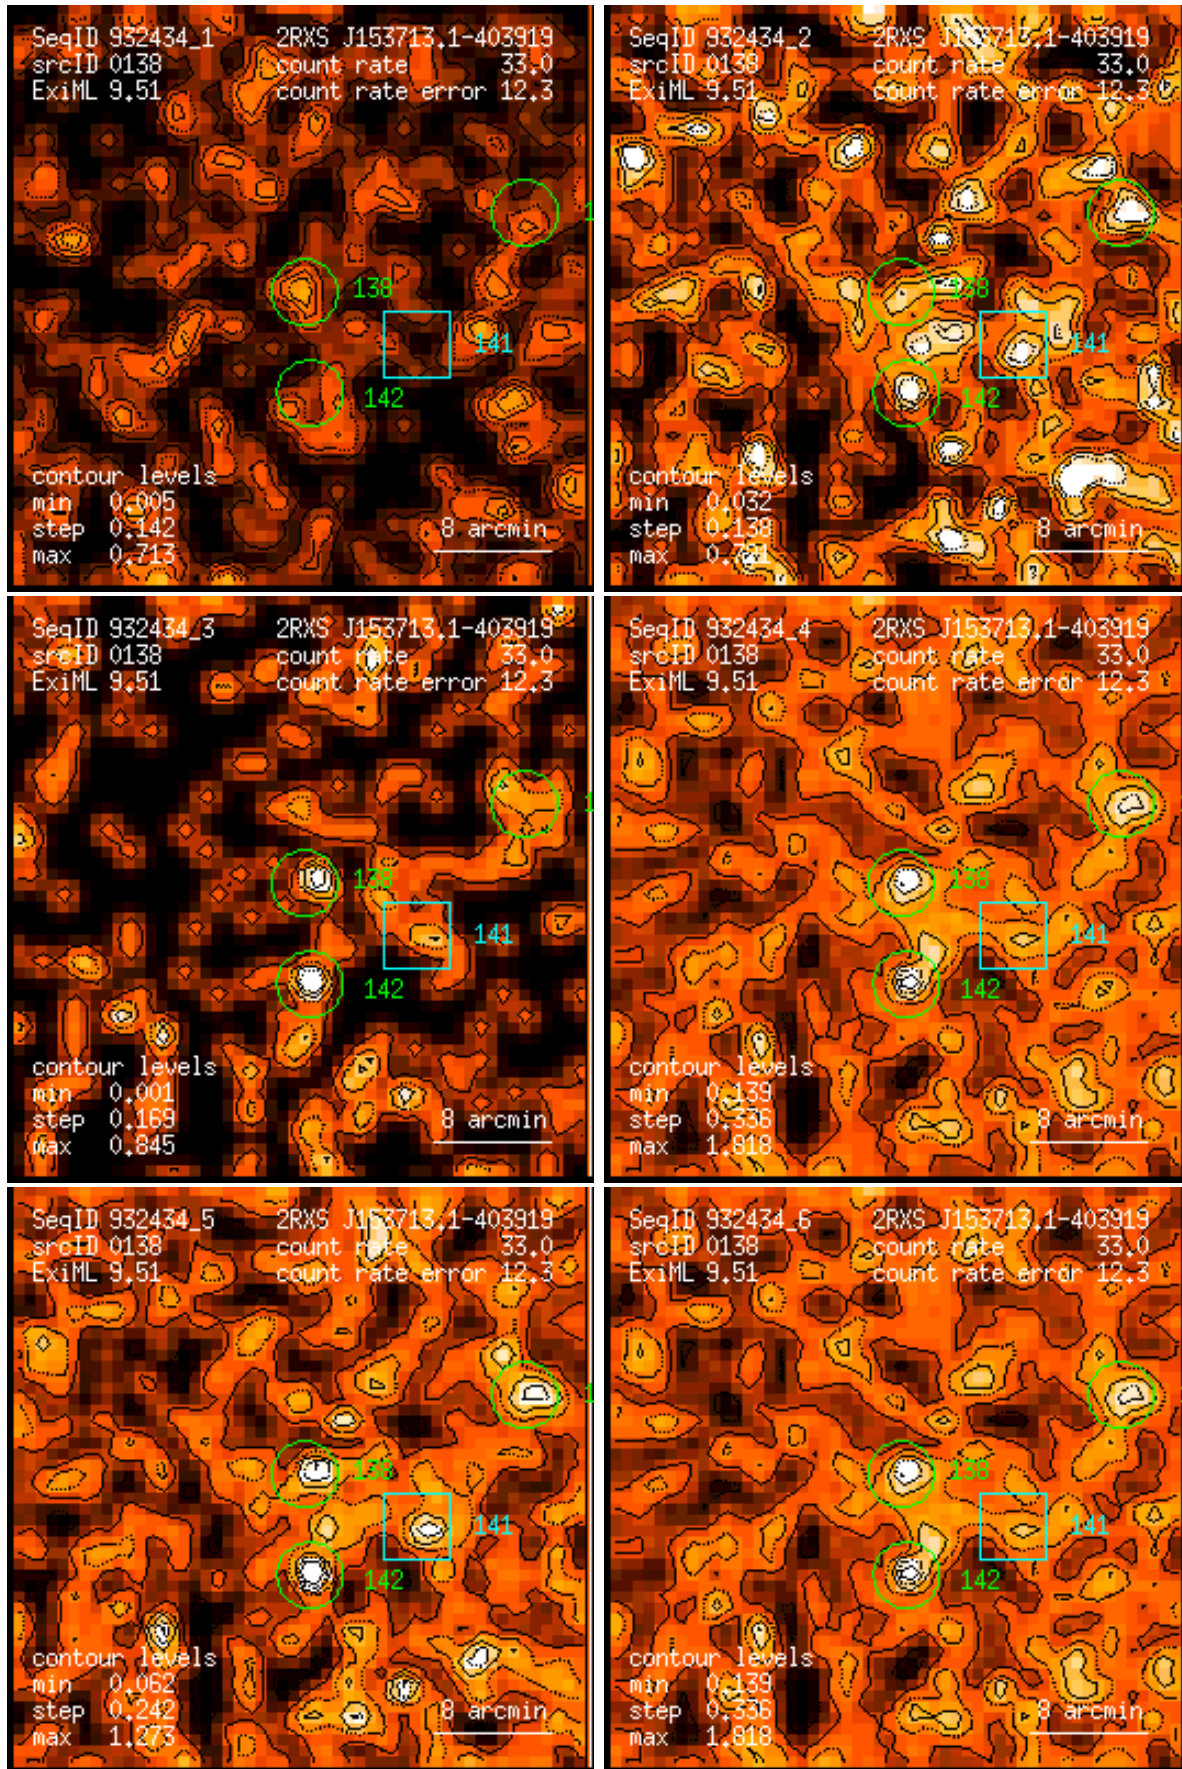 SeqID 932434_1 2RXS J153713.1-403919
srcID 0138 count rate 33.0
ExiML 9.51 count rate error 12.3
1
138
141
142
contour levels
min 0.005
step 0.142 8 arcmin
max 0.713
SeqID 932434_2 2RXS J153713.1-403919
srcID 0138 count rate 33.0
ExiML 9.51 count rate error 12.3
138
141
142
contour levels
min 0.032
step 0.138 8 arcmin
max
SeqID 932434_3 2RXS J153713.1-403919
srcID 0138 count rate 33.0
ExiML 9.51 count rate error 12.3
1
138
141
142
contour levels
min 0.001
step 0.169 8 arcmin
max 0.845
SeqID 932434_4 2RXS J153713.1-403919
srcID 0138 count rate 33.0
ExiML 9.51 count rate error 12.3
138
141
142
contour levels
min 0.139
step 0.336 8 arcmin
max 1.818
SeqID 932434_5 2RXS J153713.1-403919
srcID 0138 count rate 33.0
ExiML 9.51 count rate error 12.3
1
138
141
142
contour levels
min 0.062
step 0.242 8 arcmin
max 1.273
SeqID 932434_6 2RXS J153713.1-403919
srcID 0138 count rate 33.0
ExiML 9.51 count rate error 12.3
138
141
142
contour levels
min 0.139
step 0.336 8 arcmin
max 1.818